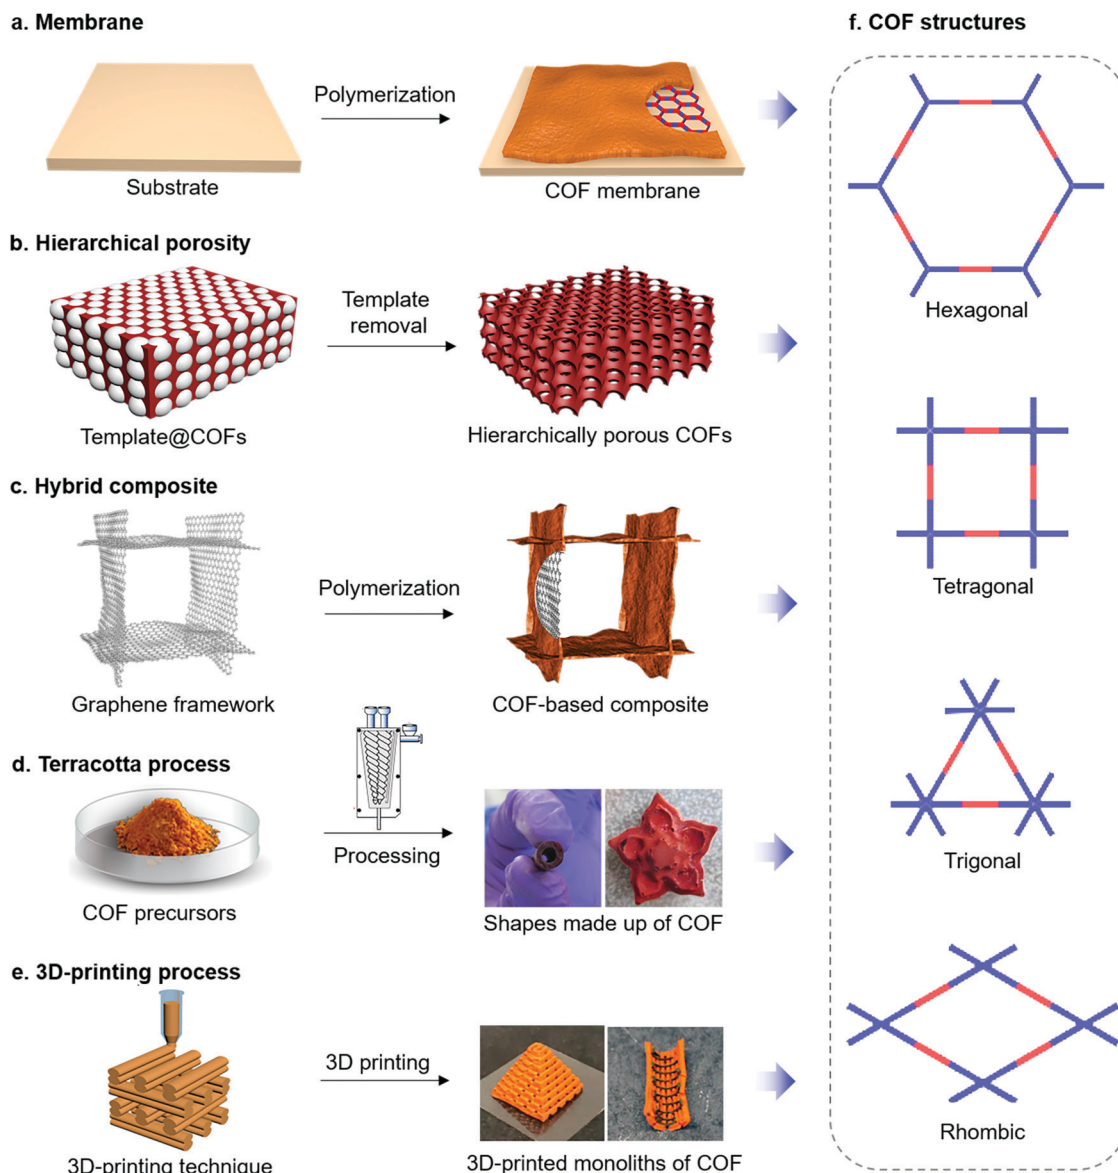 a. Membrane
Polymerization
Substrate
COF membrane
b. Hierarchical porosity
Template
removal
Template@COFs
Hierarchically porous COFs
c. Hybrid composite
Polymerization
Graphene framework
COF-based composite
d. Terracotta process
Processing
COF precursors
Shapes made up of COF
e. 3D-printing process
3D printing
3D-printing technique
3D-printed monoliths of COF
f. COF structures
Hexagonal
Tetragonal
Trigonal
Rhombic